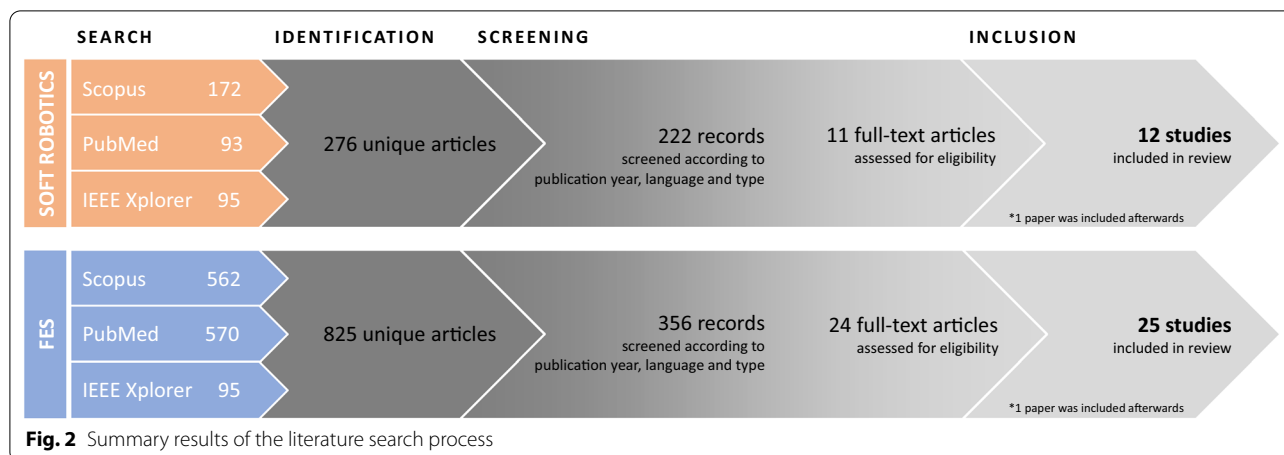 SEARCH
IDENTIFICATION
SCREENING
INCLUSION
SOFT ROBOTICS
Scopus 172
PubMed 93
IEEE Xplorer 95
276 unique articles
222 records
screened according to
publication year, language and type
11 full-text articles
assessed for eligibility
12 studies
included in review
*1 paper was included afterwards
FES
Scopus 562
PubMed 570
IEEE Xplorer 95
825 unique articles
356 records
screened according to
publication year, language and type
24 full-text articles
assessed for eligibility
25 studies
included in review
*1 paper was included afterwards
Fig. 2 Summary results of the literature search process